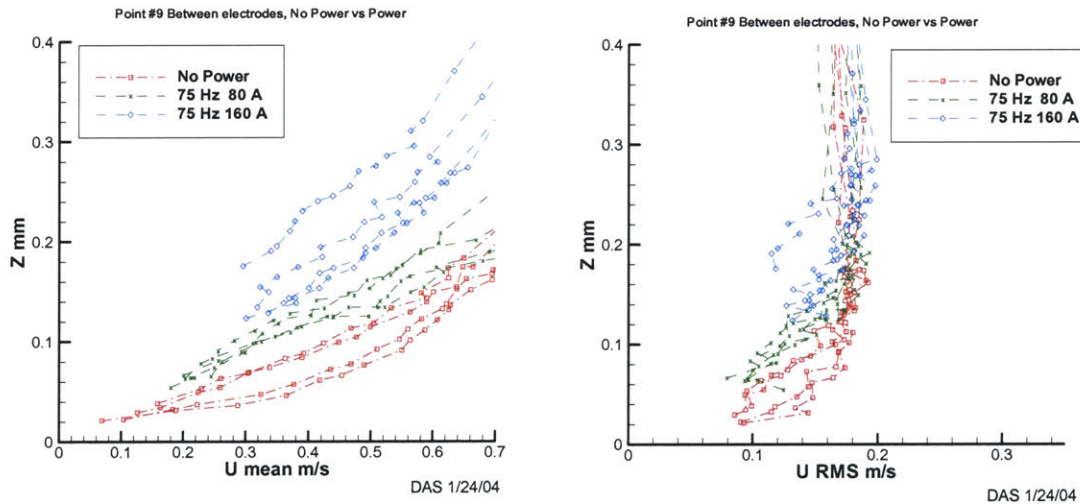 Point #9 Between electrodes, No Power vs Power
0.4
0.3
0.2
0.1
0
Z mm
No Power
75 Hz 80 A
75 Hz 160 A
0
0.1
0.2
0.3
0.4
0.5
0.6
0.7
U mean m/s
DAS 1/24/04
Point #9 Between electrodes, No Power vs Power
0.4
0.3
0.2
0.1
0
Z mm
No Power
75 Hz 80 A
75 Hz 160 A
0
0.1
0.2
0.3
U RMS m/s
DAS 1/24/04